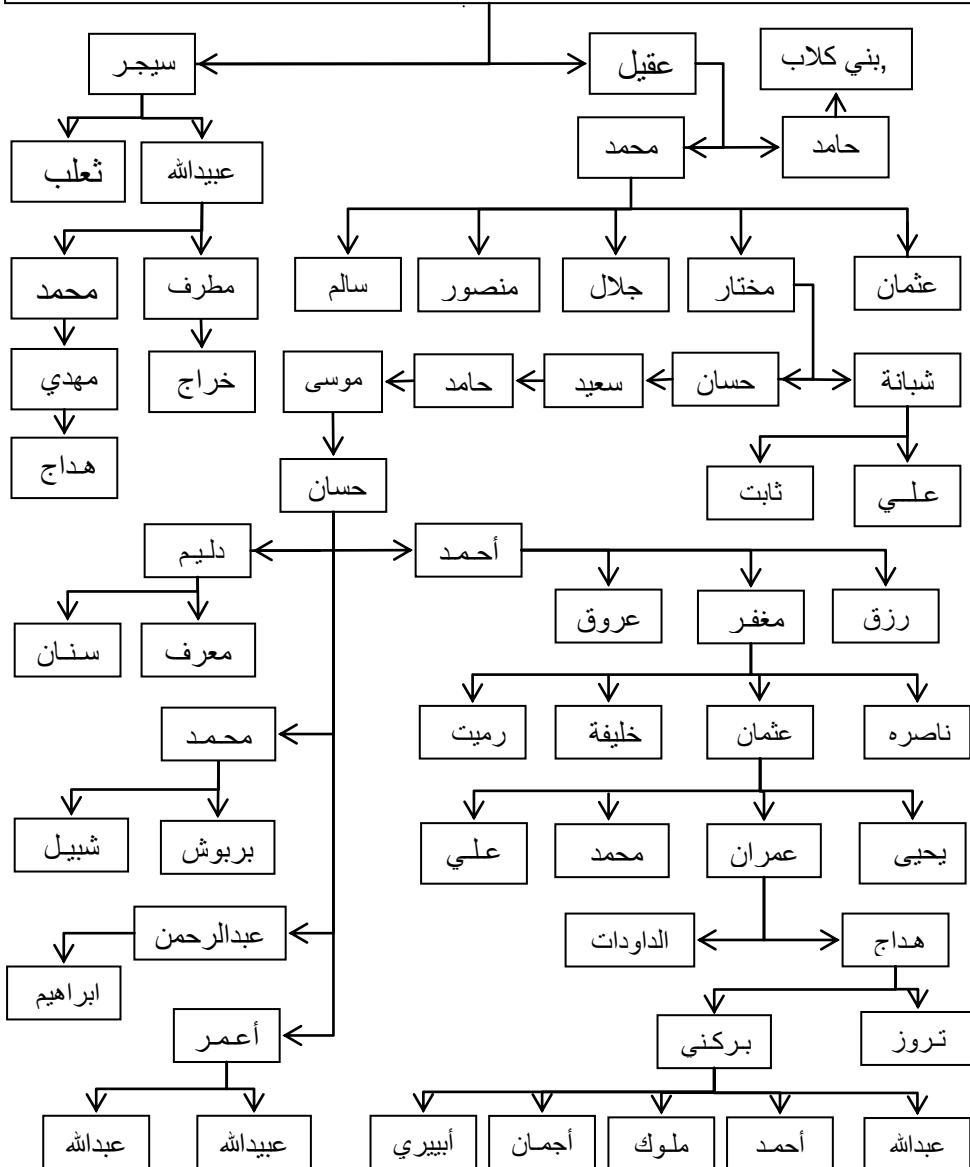 بني كلاب,
عقيل
سيجر
حامد
محمد
عبيدالله
ثعلب
عثمان
مختار
جلال
منصور
سالم
مطرف
محمد
شبانة
حسان
سعيد
حامد
موسى
خراج
مهدي
علي
ثابت
حسان
هداج
أحمد
دليم
رزق
مغفر
عروق
معرف
سنان
ناصره
عثمان
خليفة
رميت
محمد
يحيى
عمران
محمد
علي
بربوش
شبيل
هداج
الداودات
عبدالرحمن
ابراهيم
تروز
بركني
أعمر
عبدالله
أحمد
ملوك
أجمان
أبييري
عبيدالله
عبدالله